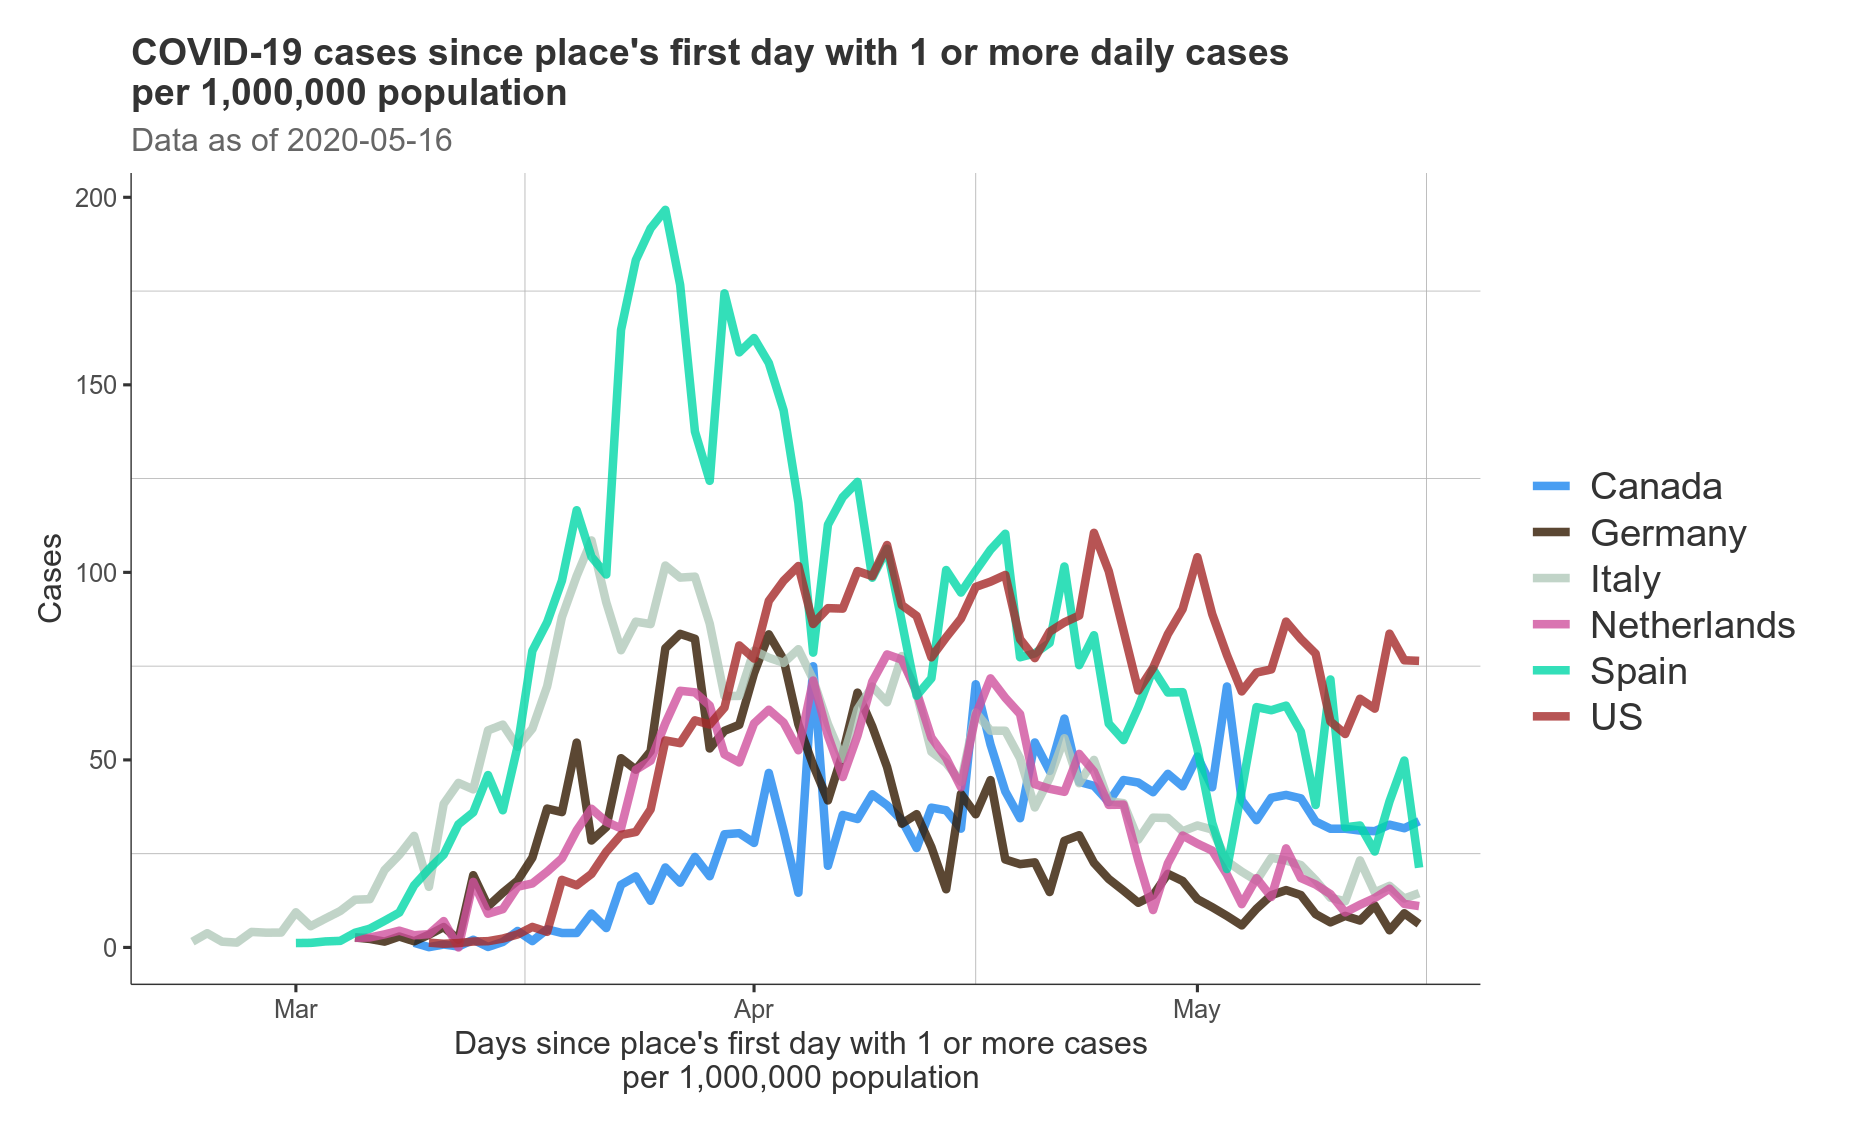 COVID-19 cases since place's first day with 1 or more daily cases
per 1,000,000 population
Data as of 2020-05-16
200
150
100
50
0
Cases
Mar
Apr
May
Days since place's first day with 1 or more cases
per 1,000,000 population
Canada
Germany
Italy
Netherlands
Spain
US